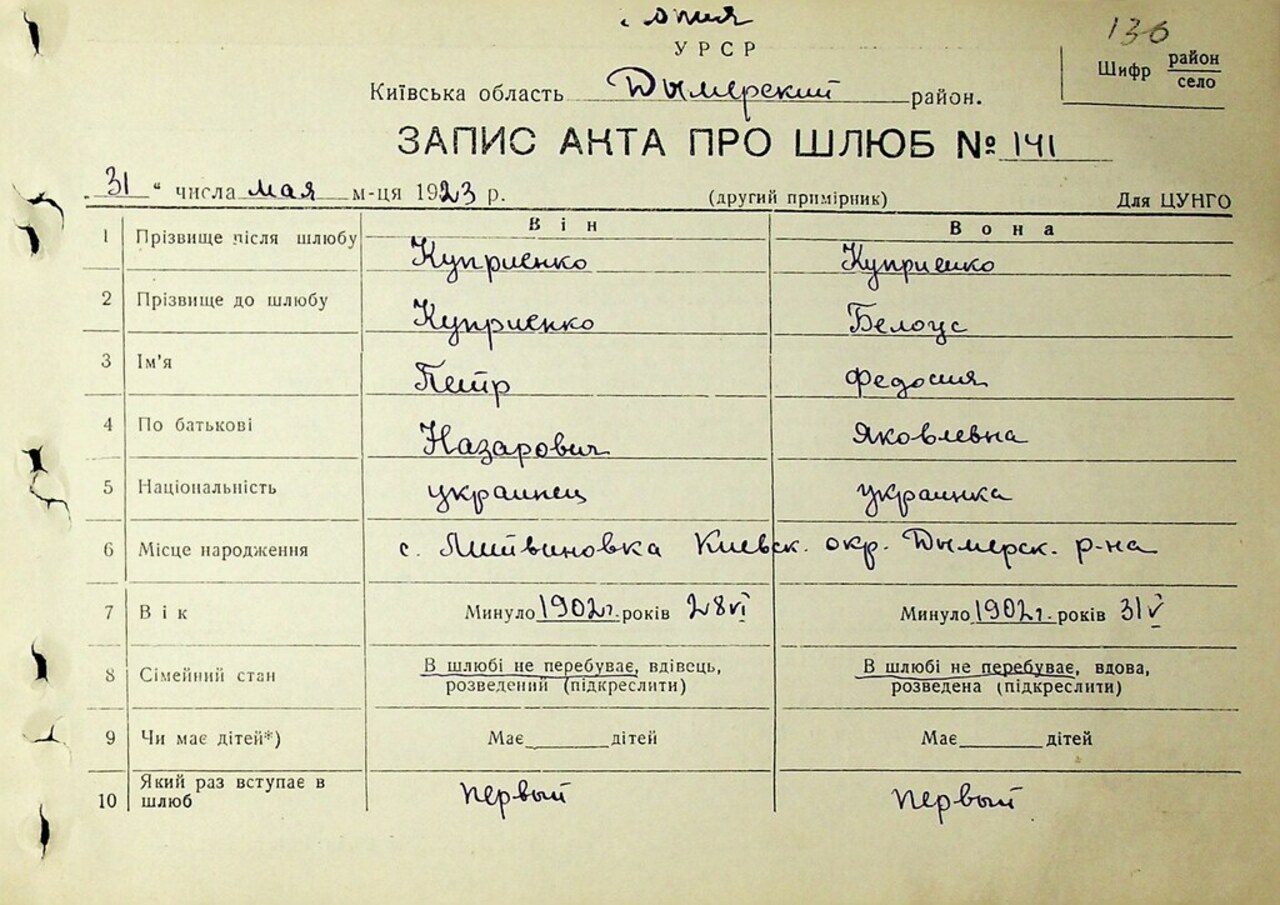 копия
136
УРСР
Шифр район
село
Київська область Дымерский район.
ЗАПИС АКТА ПРО ШЛЮБ № 141
31 “ числа мая м-ця 1923 р. (другий примірник) Для ЦУНГО
Він Вона
1 Прізвище після шлюбу Куприенко Куприенко
2 Прізвище до шлюбу Куприенко Белоус
3 Ім'я Петр Федосия
4 По батькові Назарович Яковлевна
5 Національність украинец украинка
6 Місце народження с. Литвиновка Киевск. окр. Дымерск. р-на
7 Вік Минуло 1902г. років 28 VI Минуло 1902г. років 31 V
8 Сімейний стан В шлюбі не перебуває, вдівець, В шлюбі не перебуває, вдова,
розведений (підкреслити) розведена (підкреслити)
9 Чи має дітей*) Має дітей Має дітей
10 Який раз вступає в
шлюб первый первый